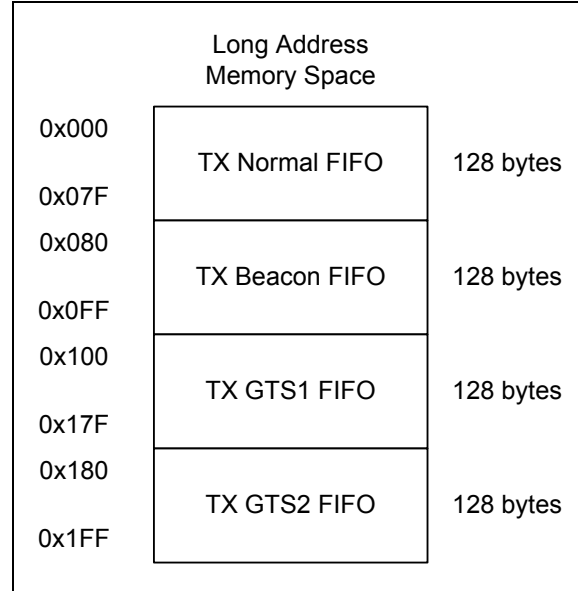 Long Address
Memory Space
0x000
TX Normal FIFO
128 bytes
0x07F
0x080
TX Beacon FIFO
128 bytes
0x0FF
0x100
TX GTS1 FIFO
128 bytes
0x17F
0x180
TX GTS2 FIFO
128 bytes
0x1FF